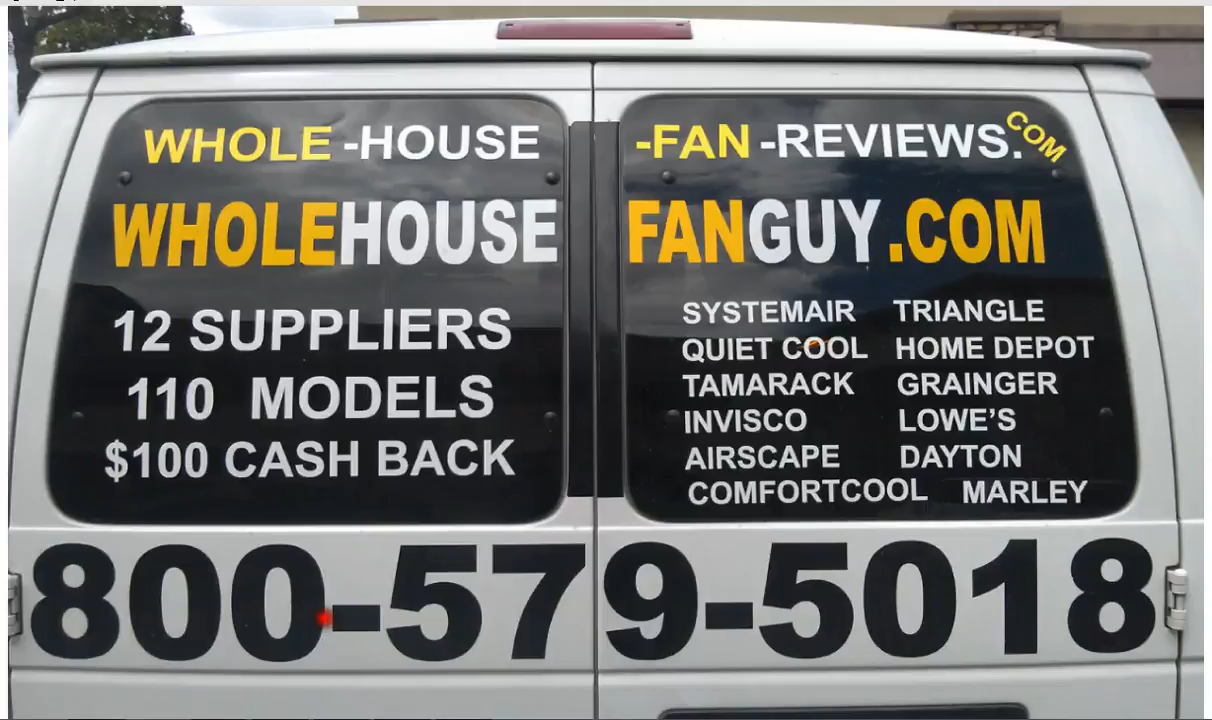 WHOLE -HOUSE -FAN -REVIEWS.COM
WHOLEHOUSE FANGUY.COM
12 SUPPLIERS
110 MODELS
$100 CASH BACK
SYSTEMAIR TRIANGLE
QUIET COOL HOME DEPOT
TAMARACK GRAINGER
INVISCO LOWE'S
AIRSCAPE DAYTON
COMFORTCOOL MARLEY
800-579-5018